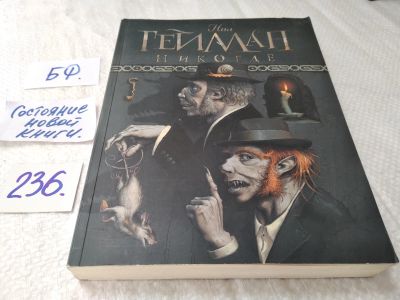 БФ.
Состояние
новой
книги.
236.
Нил
ГЕЙМАН
НИКОГДЕ